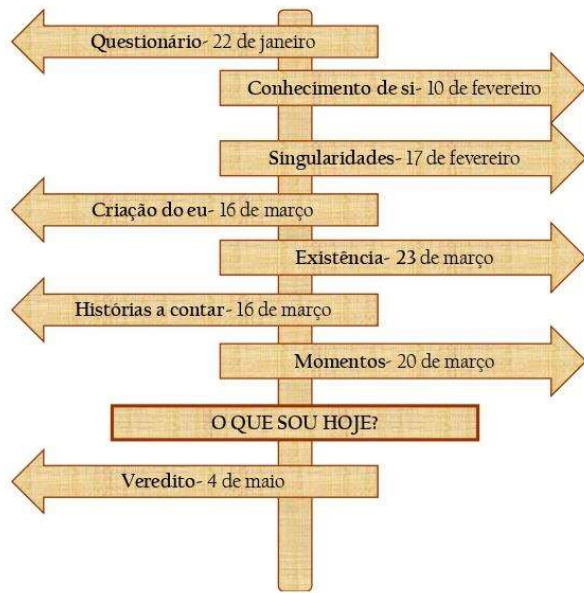 Questionário- 22 de janeiro
Conhecimento de si- 10 de fevereiro
Singularidades- 17 de fevereiro
Criação do eu- 16 de março
Existência- 23 de março
Histórias a contar- 16 de março
Momentos- 20 de março
O QUE SOU HOJE?
Veredito- 4 de maio